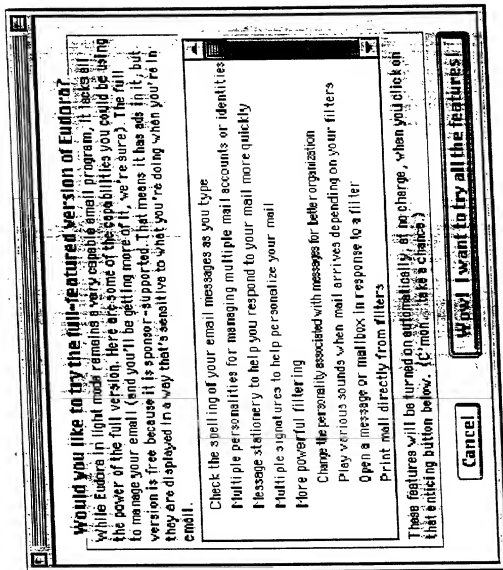 Would you like to try the full-featured version of Eudora?
While Eudora in light mode remains a very capable email program, it lacks all
the power of the full version. Here are some of the capabilities you could be using
to manage your email (and you'll be getting more of it, we're sure). The full
version is free because it is sponsor-supported. That means it has ads in it, but
they are displayed in a way that's sensitive to what you're doing when you're in
email.
Check the spelling of your email messages as you type
Multiple personalities for managing multiple mail accounts or identities
Message stationery to help you respond to your mail more quickly
Multiple signatures to help personalize your mail
More powerful filtering
Change the personality associated with messages for better organization
Play various sounds when mail arrives depending on your filters
Open a message or mailbox in response to a filter
Print mail directly from filters
These features will be turned on automatically, at no charge, when you click on
that enticing button below. (C'mon, take a chance.)
Cancel
Wow! I want to try all the features!